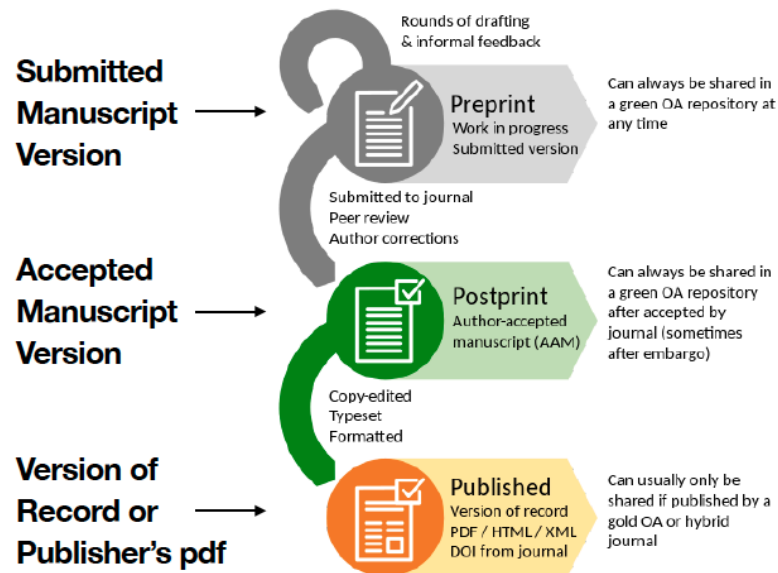 Rounds of drafting
& informal feedback
Submitted
Manuscript
Version
Preprint
Work in progress
Submitted version
Can always be shared in
a green OA repository at
any time
Submitted to journal
Peer review
Author corrections
Accepted
Manuscript
Version
Postprint
Author-accepted
manuscript (AAM)
Can always be shared in
a green OA repository
after accepted by
journal (sometimes
after embargo)
Copy-edited
Typeset
Formatted
Version of
Record or
Publisher's pdf
Published
Version of record
PDF / HTML / XML
DOI from journal
Can usually only be
shared if published by a
gold OA or hybrid
journal